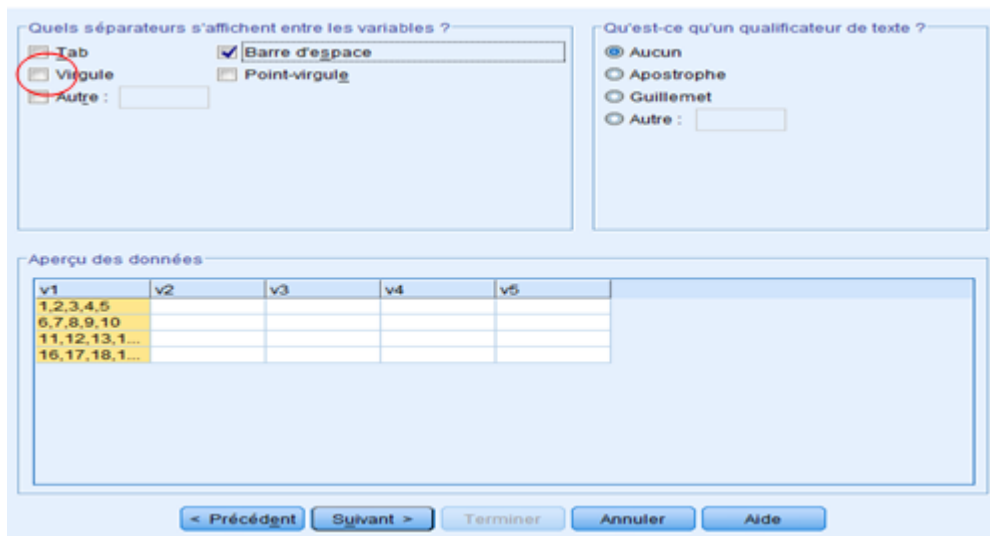 Quels séparateurs s'affichent entre les variables ?
Tab
Barre d'espace
Virgule
Point-virgule
Autre :
Qu'est-ce qu'un qualificateur de texte ?
Aucun
Apostrophe
Guillemet
Autre :
Aperçu des données
v1 v2 v3 v4 v5
1,2,3,4,5
6,7,8,9,10
11,12,13,1...
16,17,18,1...
< Précédent Suivant > Terminer Annuler Aide